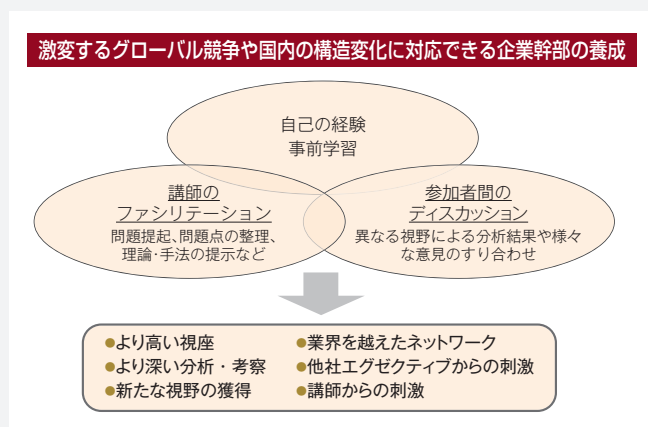 激変するグローバル競争や国内の構造変化に対応できる企業幹部の養成
自己の経験
事前学習
講師の
ファシリテーション
問題提起、問題点の整理、
理論・手法の提示など
参加者間の
ディスカッション
異なる視野による分析結果や様々
な意見のすり合わせ
●より高い視座
●より深い分析・考察
●新たな視野の獲得
●業界を越えたネットワーク
●他社エグゼクティブからの刺激
●講師からの刺激